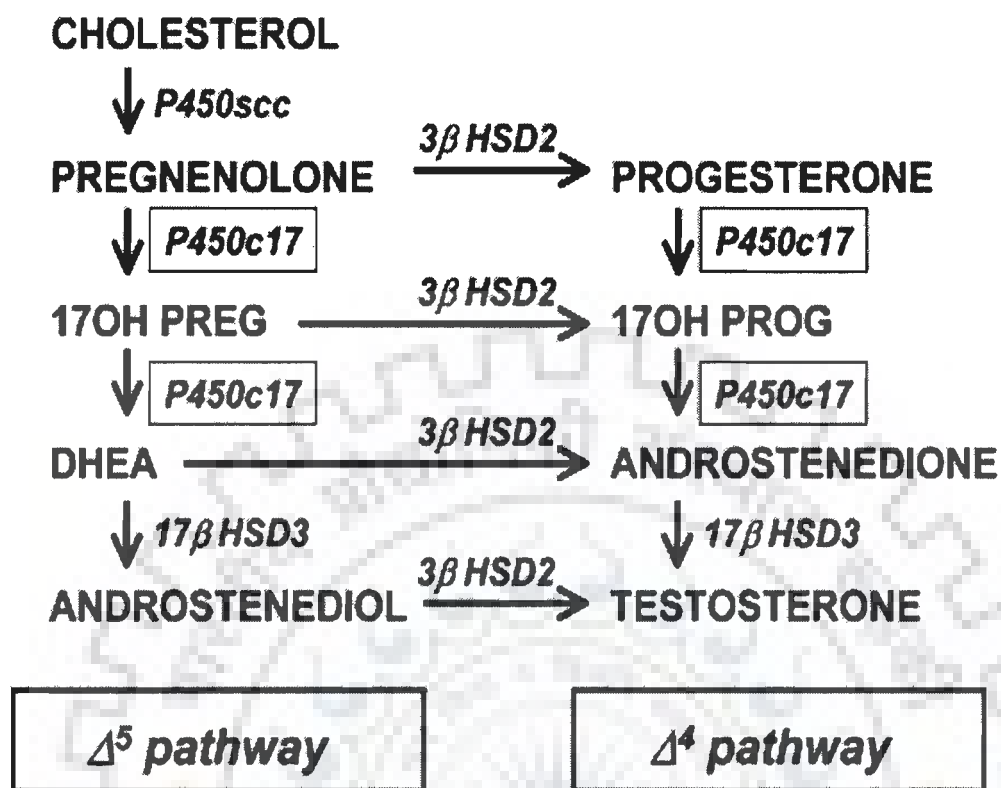 CHOLESTEROL
P450scc
3β HSD2
PREGNENOLONE PROGESTERONE
P450c17 P450c17
3β HSD2
17OH PREG 17OH PROG
P450c17 P450c17
3β HSD2
DHEA ANDROSTENEDIONE
17β HSD3 17β HSD3
3β HSD2
ANDROSTENEDIOL TESTOSTERONE
Δ⁵ pathway Δ⁴ pathway